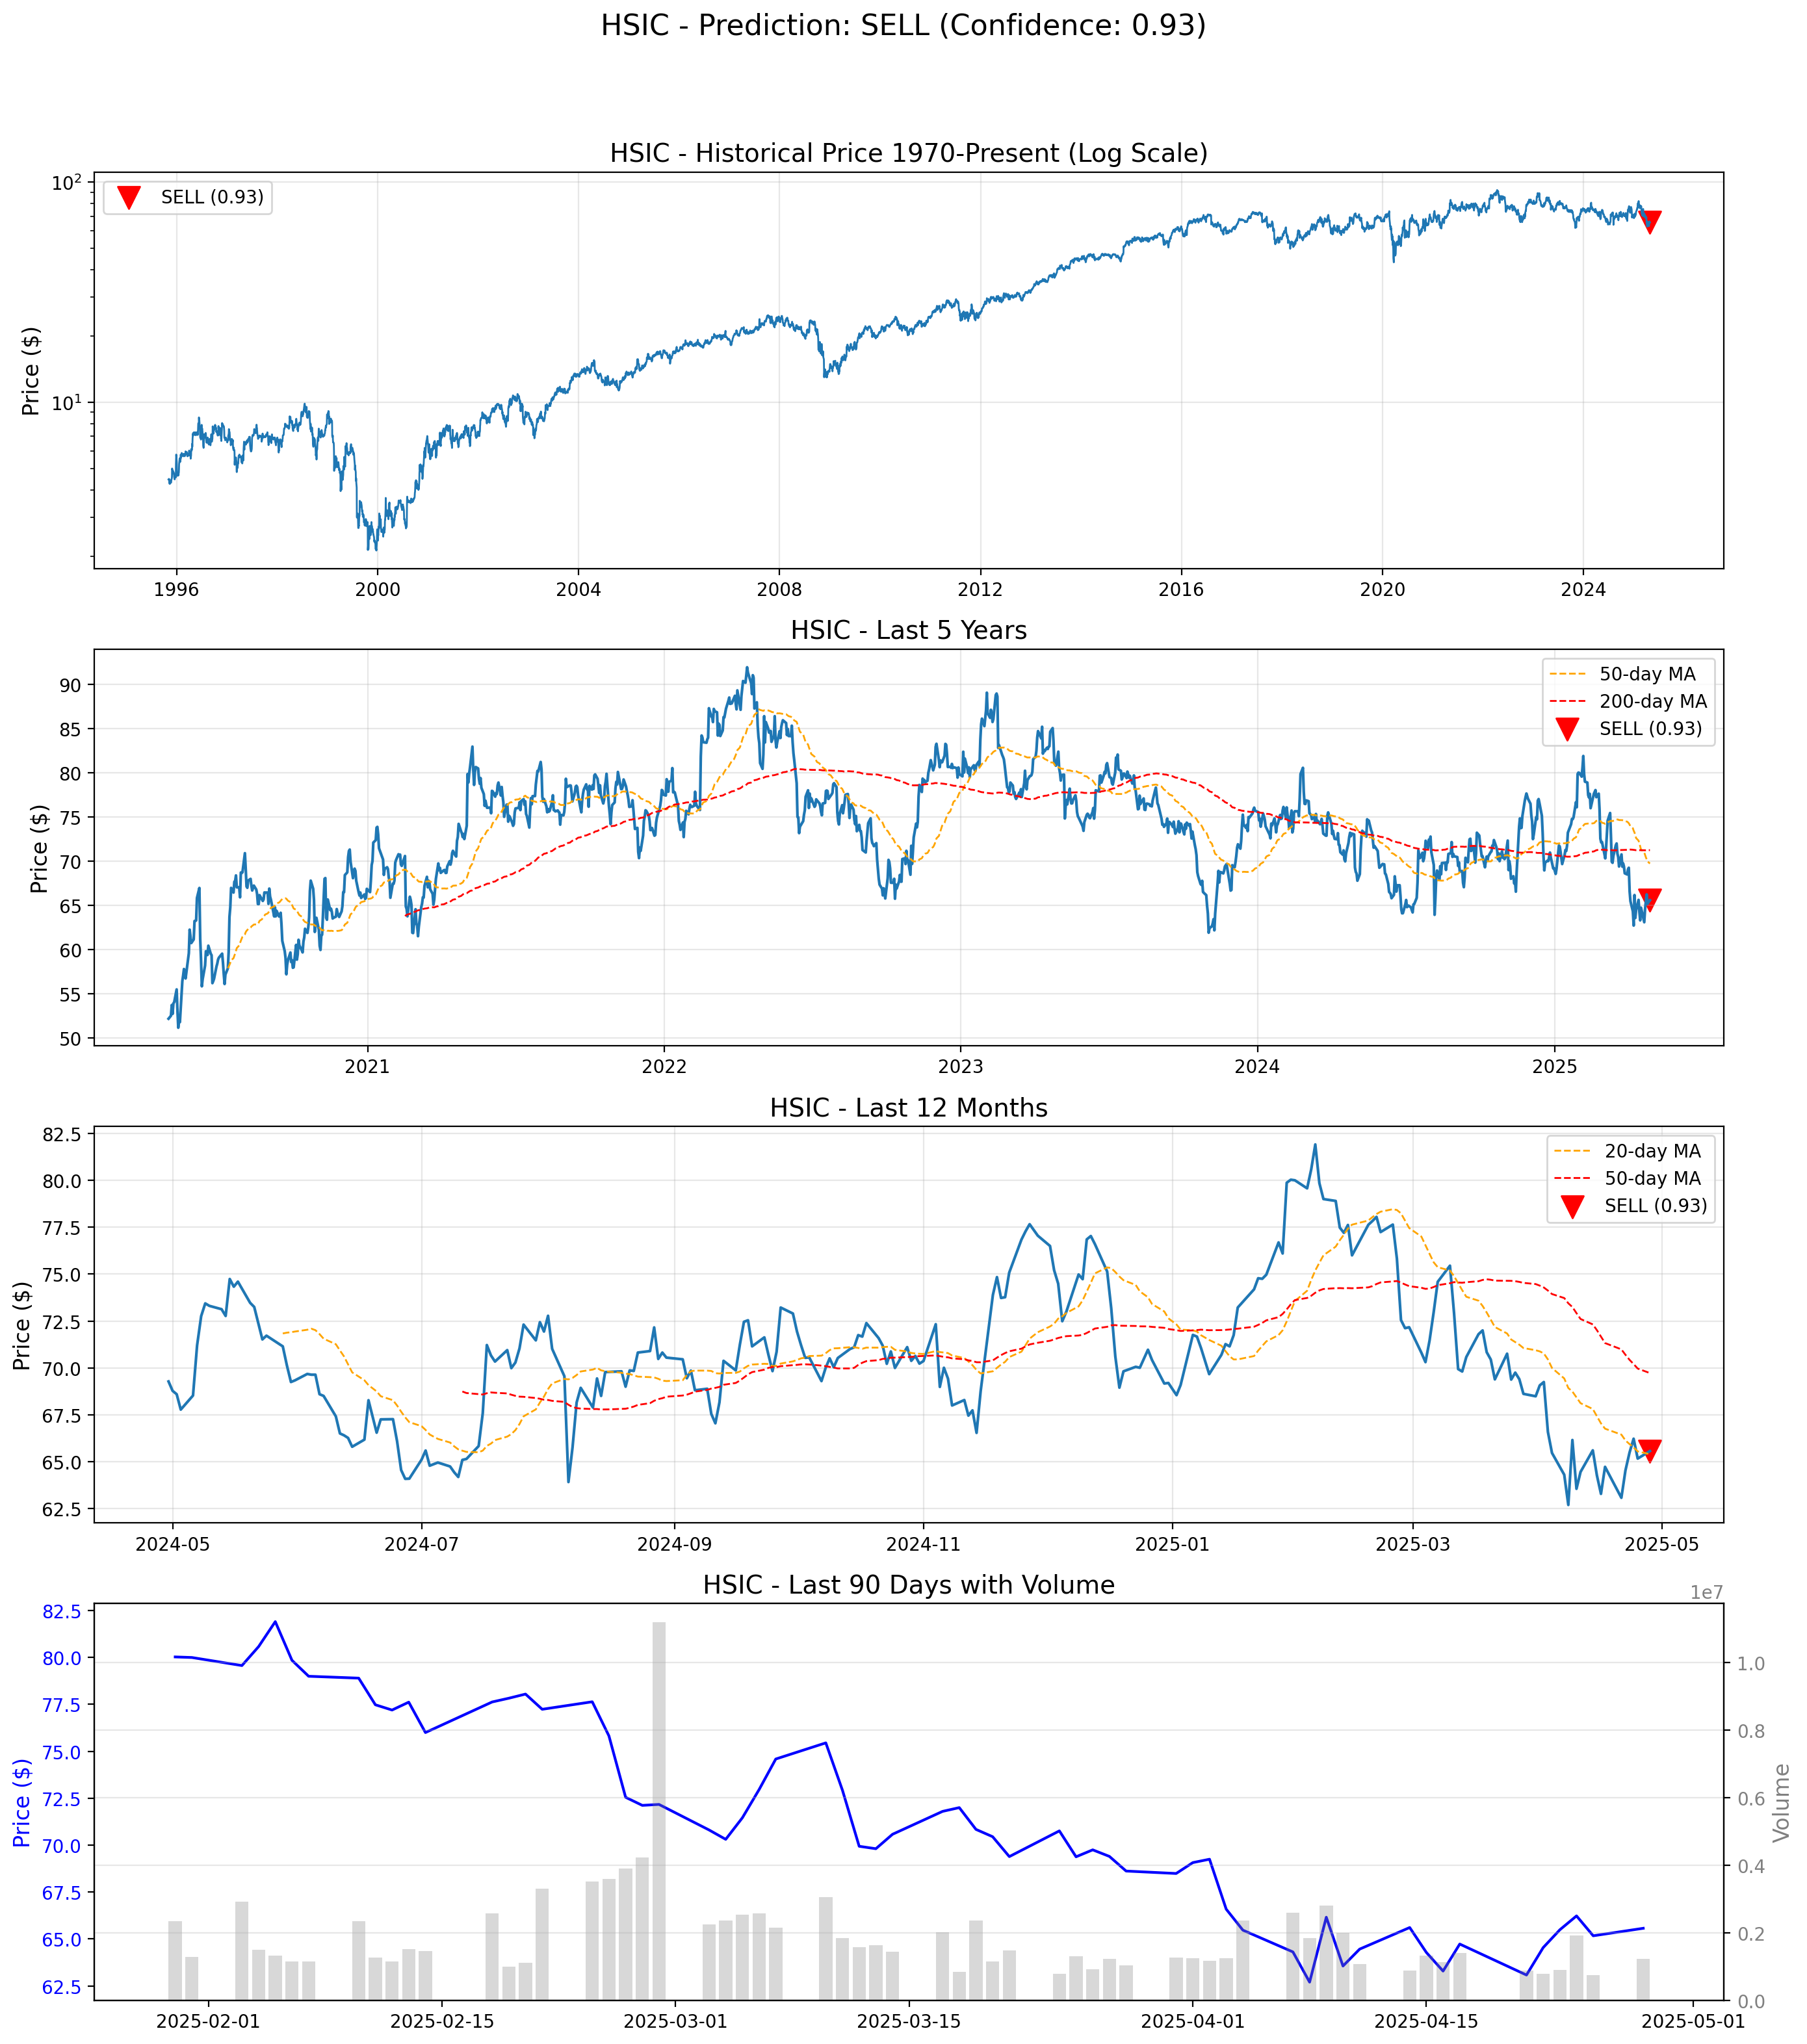 HSIC - Prediction: SELL (Confidence: 0.93)
HSIC - Historical Price 1970-Present (Log Scale)
10²
10¹
Price ($)
SELL (0.93)
1996 2000 2004 2008 2012 2016 2020 2024
HSIC - Last 5 Years
90
85
80
75
70
65
60
55
50
Price ($)
50-day MA
200-day MA
SELL (0.93)
2021 2022 2023 2024 2025
HSIC - Last 12 Months
82.5
80.0
77.5
75.0
72.5
70.0
67.5
65.0
62.5
Price ($)
20-day MA
50-day MA
SELL (0.93)
2024-05 2024-07 2024-09 2024-11 2025-01 2025-03 2025-05
HSIC - Last 90 Days with Volume
1e7
82.5
80.0
77.5
75.0
72.5
70.0
67.5
65.0
62.5
Price ($)
1.0
0.8
0.6
0.4
0.2
0.0
Volume
2025-02-01 2025-02-15 2025-03-01 2025-03-15 2025-04-01 2025-04-15 2025-05-01